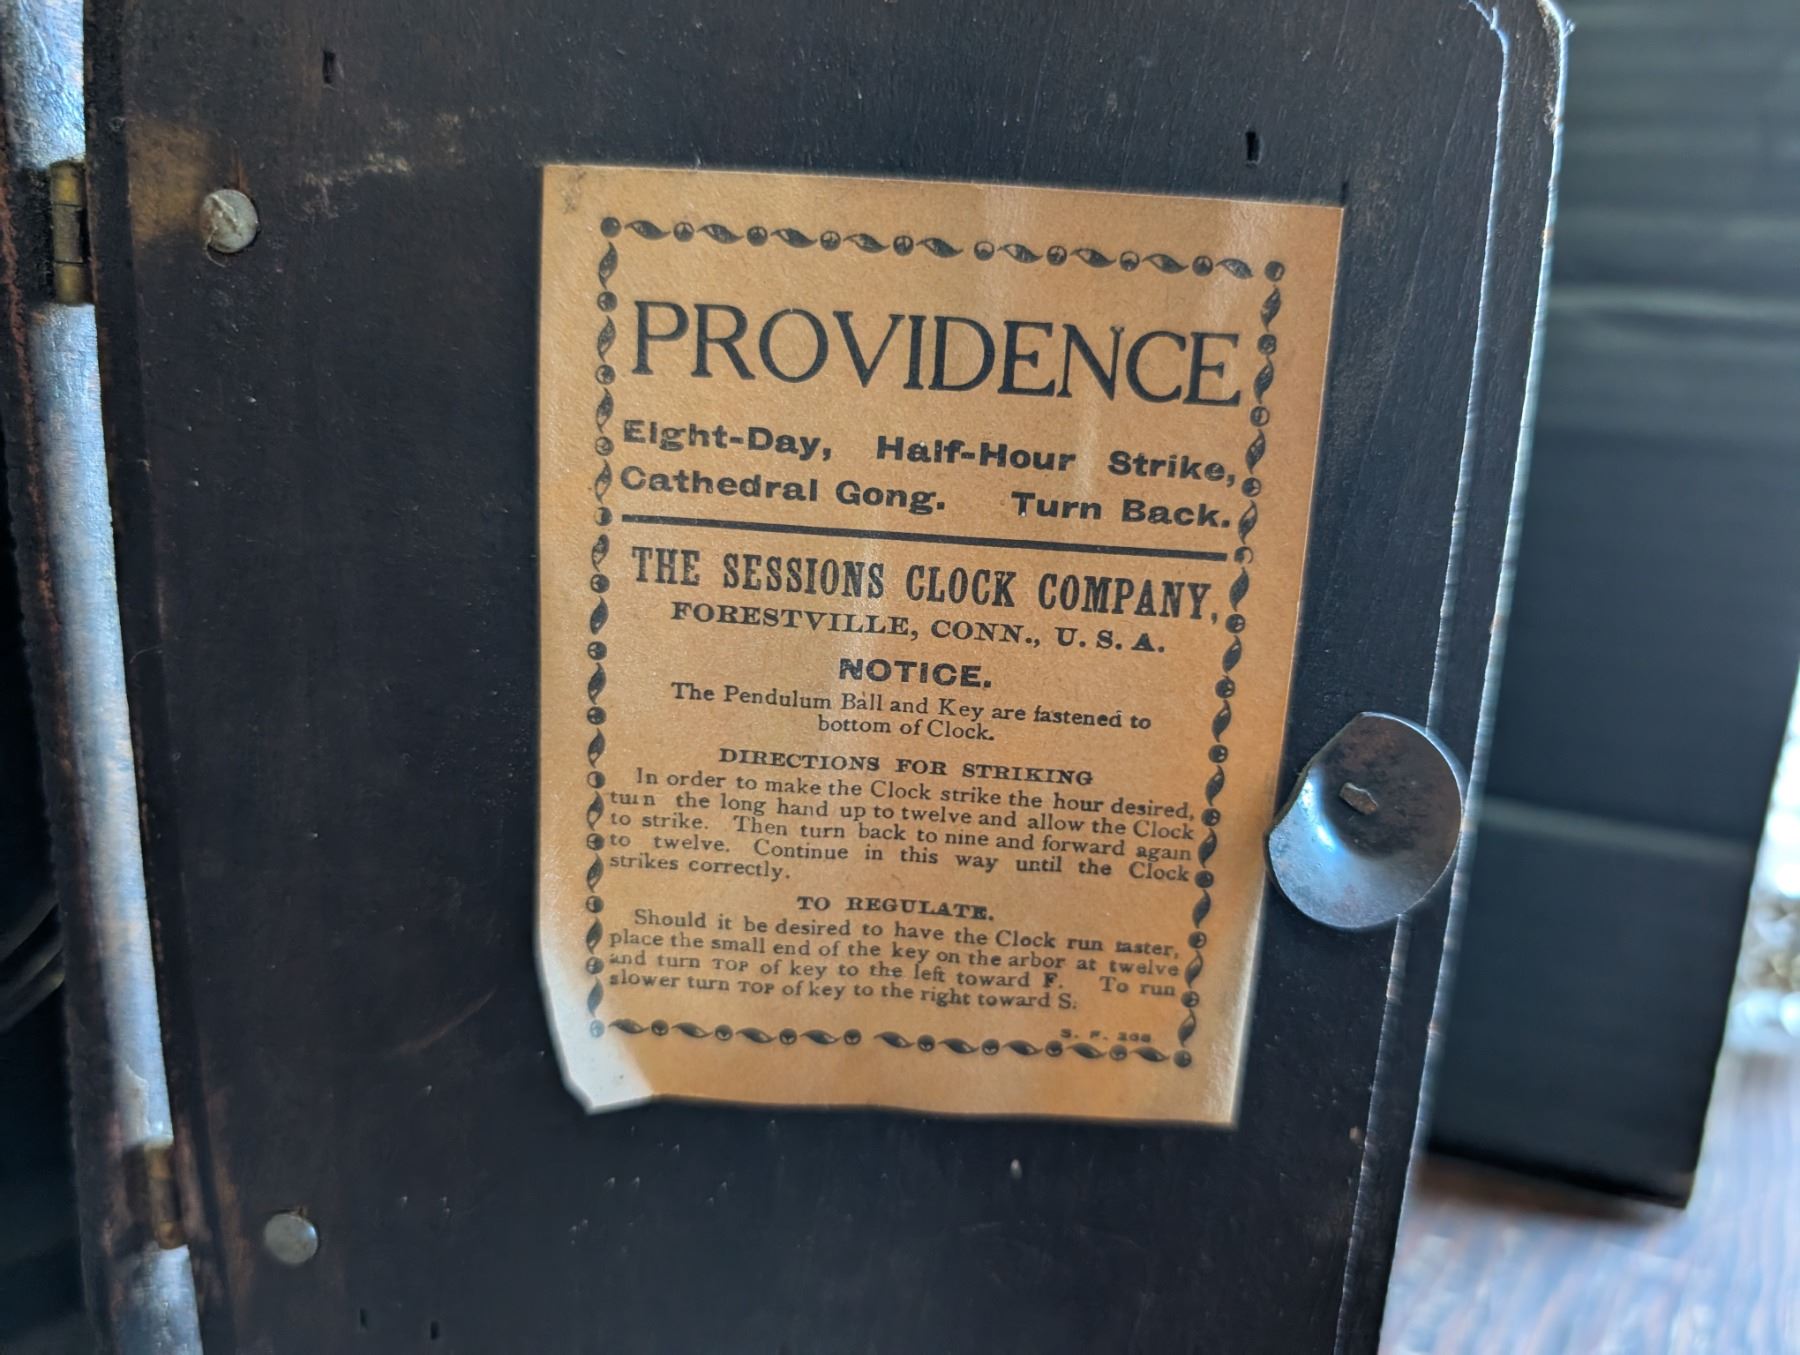 PROVIDENCE
Eight-Day, Half-Hour Strike,
Cathedral Gong. Turn Back.
THE SESSIONS CLOCK COMPANY,
FORESTVILLE, CONN., U. S. A.
NOTICE.
The Pendulum Ball and Key are fastened to
bottom of Clock.
DIRECTIONS FOR STRIKING
In order to make the Clock strike the hour desired,
turn the long hand up to twelve and allow the Clock
to strike. Then turn back to nine and forward again
to twelve. Continue in this way until the Clock
strikes correctly.
TO REGULATE.
Should it be desired to have the Clock run faster,
place the small end of the key on the arbor at twelve
and turn TOP of key to the left toward F. To run
slower turn TOP of key to the right toward S.